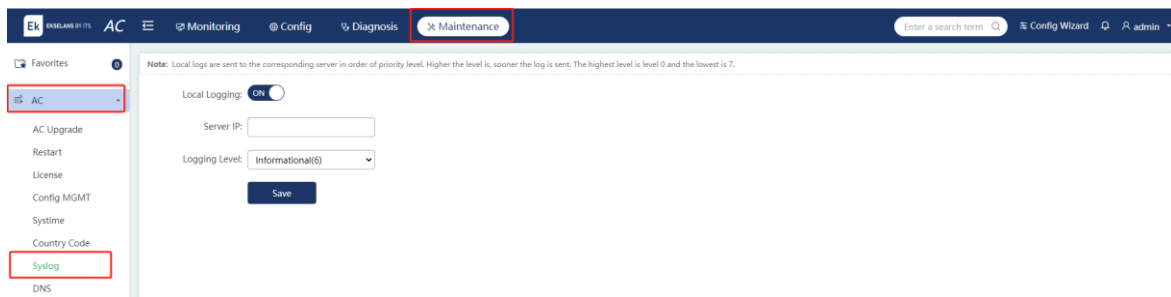 Ek EKSELANS BY ITS AC Monitoring Config Diagnosis Maintenance Enter a search term Config Wizard admin
Favorites 0
Note: Local logs are sent to the corresponding server in order of priority level. Higher the level is, sooner the log is sent. The highest level is level 0 and the lowest is 7.
AC
Local Logging: ON
Server IP:
Logging Level: Informational(6)
Save
AC Upgrade
Restart
License
Config MGMT
Systime
Country Code
Syslog
DNS